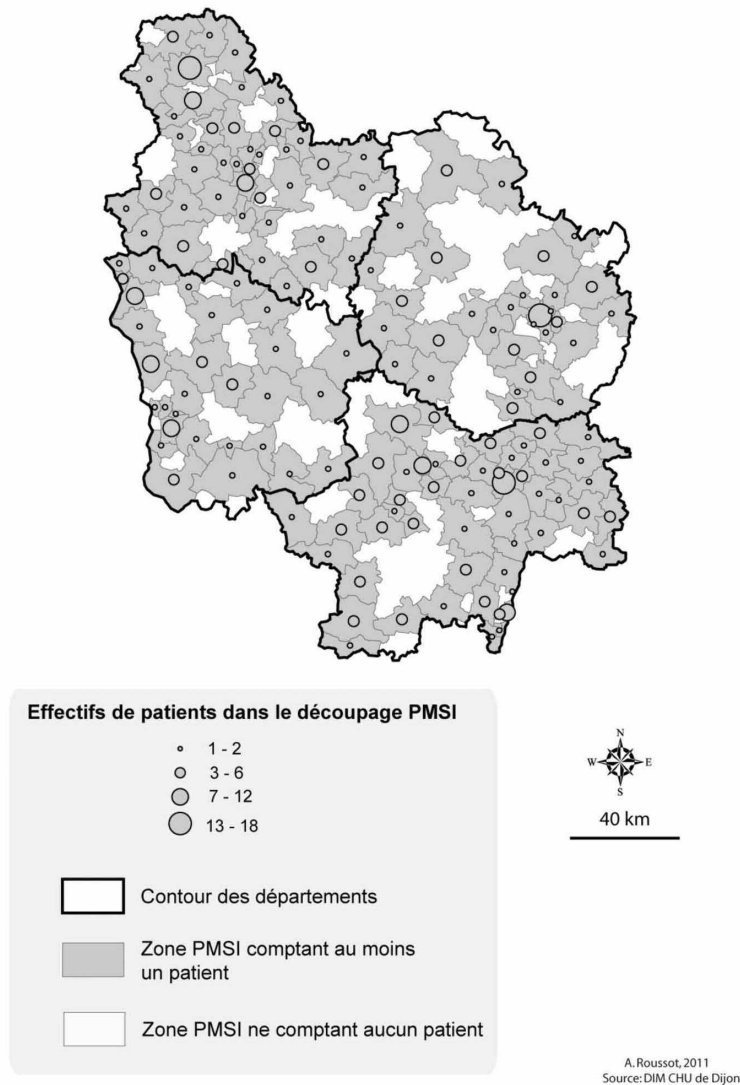 Effectifs de patients dans le découpage PMSI
1 - 2
3 - 6
7 - 12
13 - 18
Contour des départements
Zone PMSI comptant au moins
un patient
Zone PMSI ne comptant aucun patient
N
W E
S
40 km
A. Roussot, 2011
Source: DIM CHU de Dijon